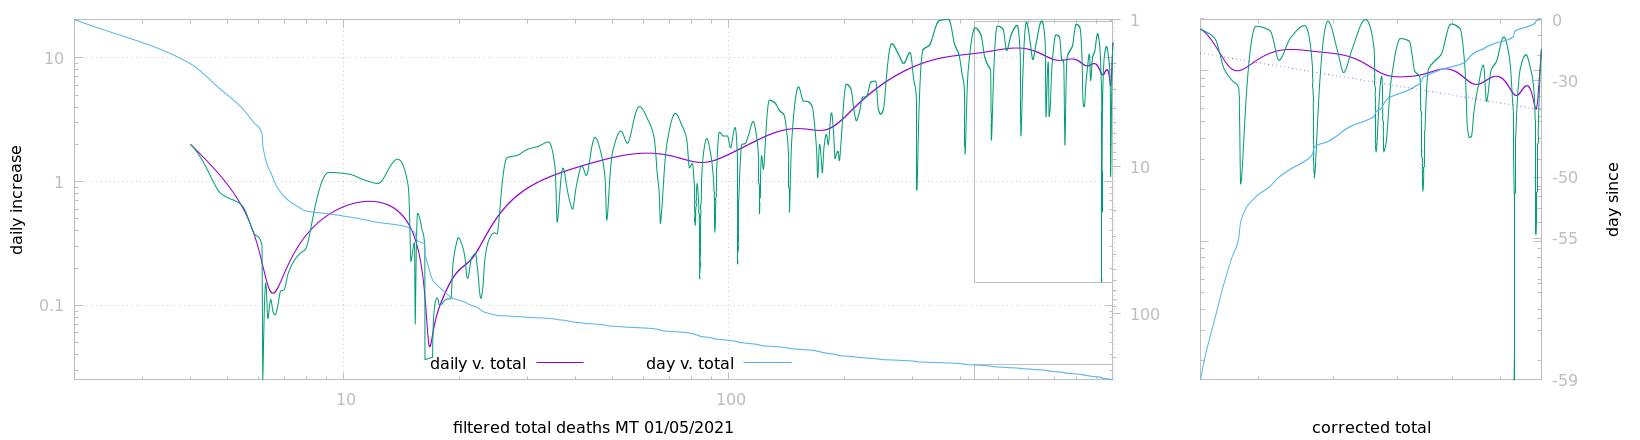 10
1
0.1
daily increase
daily v. total
day v. total
10
100
filtered total deaths MT 01/05/2021
1
10
100
0
-30
-50
-55
-59
day since
corrected total